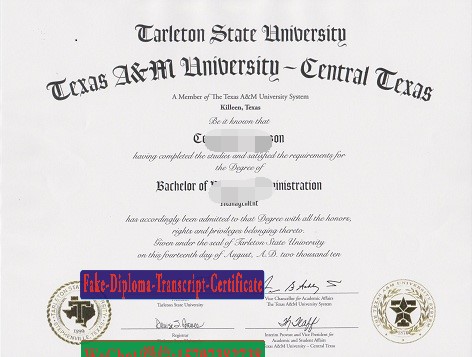 Tarleton State University
Texas A&M University – Central Texas
A Member of The Texas A&M University System
Killeen, Texas
Be it known that
having completed the studies and satisfied the requirements for
the Degree of
Bachelor of
Management
has accordingly been admitted to that Degree with all the honors,
rights and privileges belonging thereto.
Given under the seal of Tarleton State University
on this fourteenth day of August, A.D. two thousand ten
Fake-Diploma-Transcript-Certificate
Vice Chancellor for Academic Affairs
Tarleton State University
The Texas A&M University System
Registrar
Tarleton State University
Interim Provost and Vice President for
Academic and Student Affairs
Texas A&M University – Central Texas